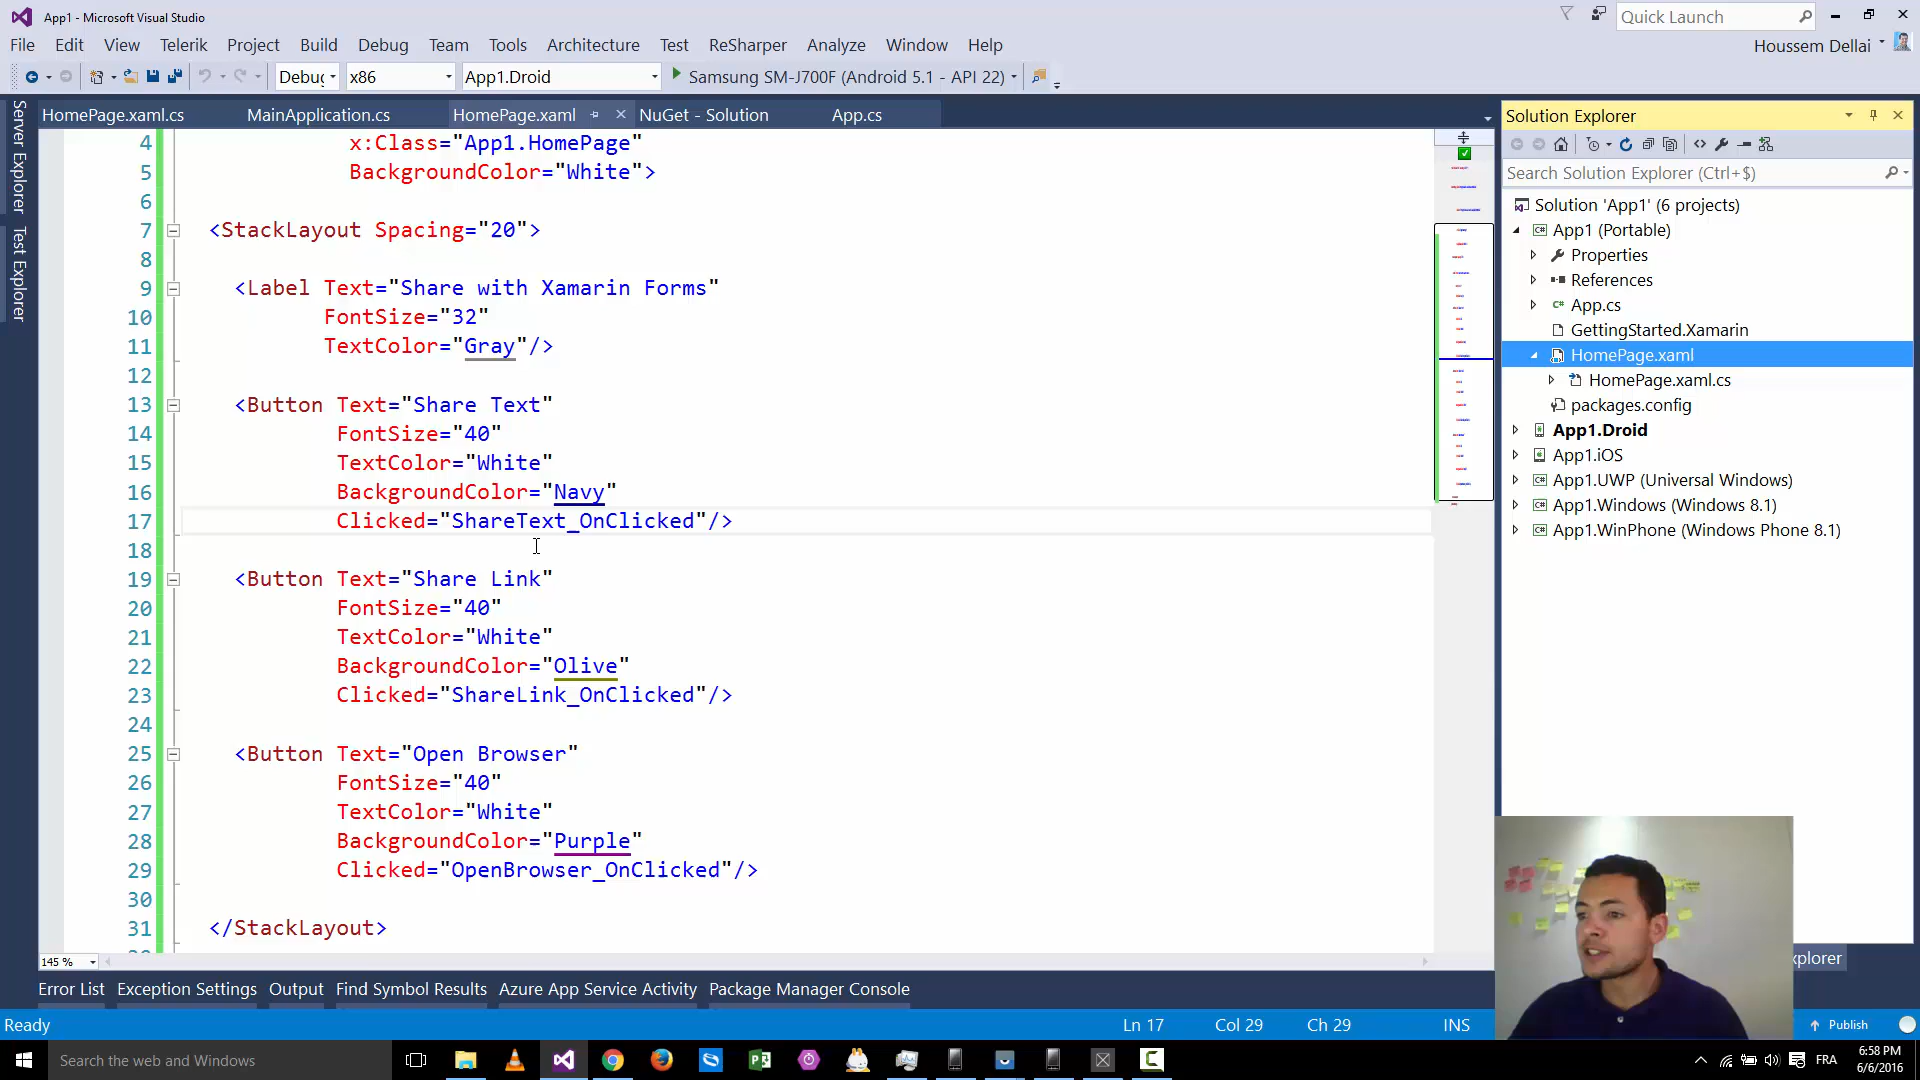 App1 - Microsoft Visual Studio
Quick Launch
File Edit View Telerik Project Build Debug Team Tools Architecture Test ReSharper Analyze Window Help
Houssem Dellai
Debug x86 App1.Droid Samsung SM-J700F (Android 5.1 - API 22)
Server Explorer
Test Explorer
HomePage.xaml.cs MainApplication.cs HomePage.xaml NuGet - Solution App.cs
4 x:Class="App1.HomePage"
5 BackgroundColor="White">
6
7 <StackLayout Spacing="20">
8
9 <Label Text="Share with Xamarin Forms"
10 FontSize="32"
11 TextColor="Gray"/>
12
13 <Button Text="Share Text"
14 FontSize="40"
15 TextColor="White"
16 BackgroundColor="Navy"
17 Clicked="ShareText_OnClicked"/>
18
19 <Button Text="Share Link"
20 FontSize="40"
21 TextColor="White"
22 BackgroundColor="Olive"
23 Clicked="ShareLink_OnClicked"/>
24
25 <Button Text="Open Browser"
26 FontSize="40"
27 TextColor="White"
28 BackgroundColor="Purple"
29 Clicked="OpenBrowser_OnClicked"/>
30
31 </StackLayout>
145 %
Solution Explorer
Search Solution Explorer (Ctrl+$)
Solution 'App1' (6 projects)
App1 (Portable)
Properties
References
App.cs
GettingStarted.Xamarin
HomePage.xaml
HomePage.xaml.cs
packages.config
App1.Droid
App1.iOS
App1.UWP (Universal Windows)
App1.Windows (Windows 8.1)
App1.WinPhone (Windows Phone 8.1)
xplorer
Error List Exception Settings Output Find Symbol Results Azure App Service Activity Package Manager Console
Ready Ln 17 Col 29 Ch 29 INS Publish
Search the web and Windows
FRA
6:58 PM
6/6/2016